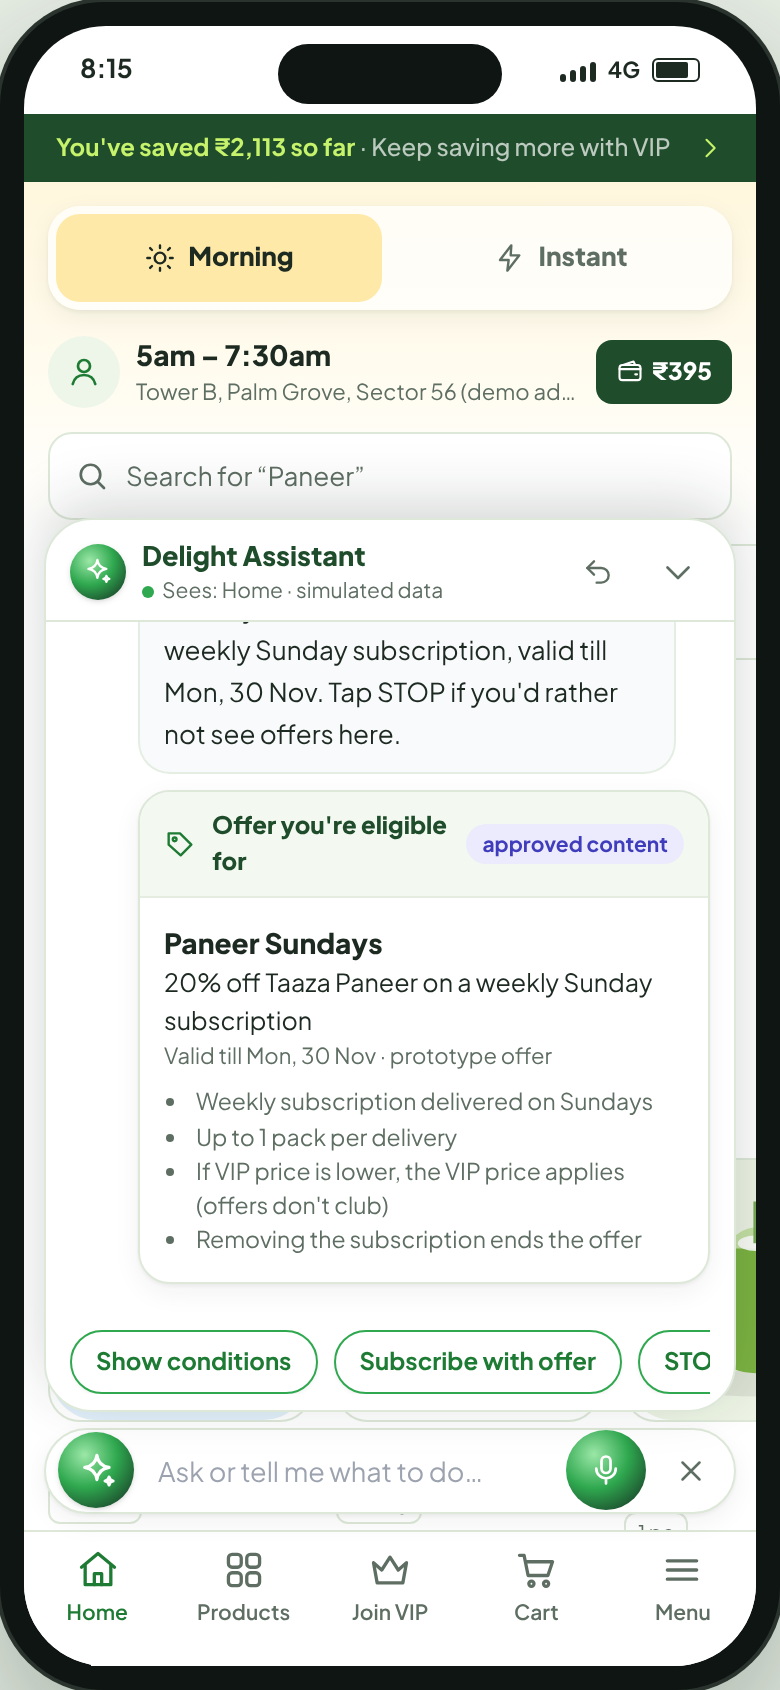 8:15
4G
You've saved ₹2,113 so far · Keep saving more with VIP
Morning
Instant
5am – 7:30am
Tower B, Palm Grove, Sector 56 (demo ad...
₹395
Search for “Paneer”
Delight Assistant
Sees: Home · simulated data
weekly Sunday subscription, valid till
Mon, 30 Nov. Tap STOP if you'd rather
not see offers here.
Offer you're eligible
for
approved content
Paneer Sundays
20% off Taaza Paneer on a weekly Sunday
subscription
Valid till Mon, 30 Nov · prototype offer
• Weekly subscription delivered on Sundays
• Up to 1 pack per delivery
• If VIP price is lower, the VIP price applies
(offers don't club)
• Removing the subscription ends the offer
Show conditions
Subscribe with offer
STO
Ask or tell me what to do...
Home
Products
Join VIP
Cart
Menu